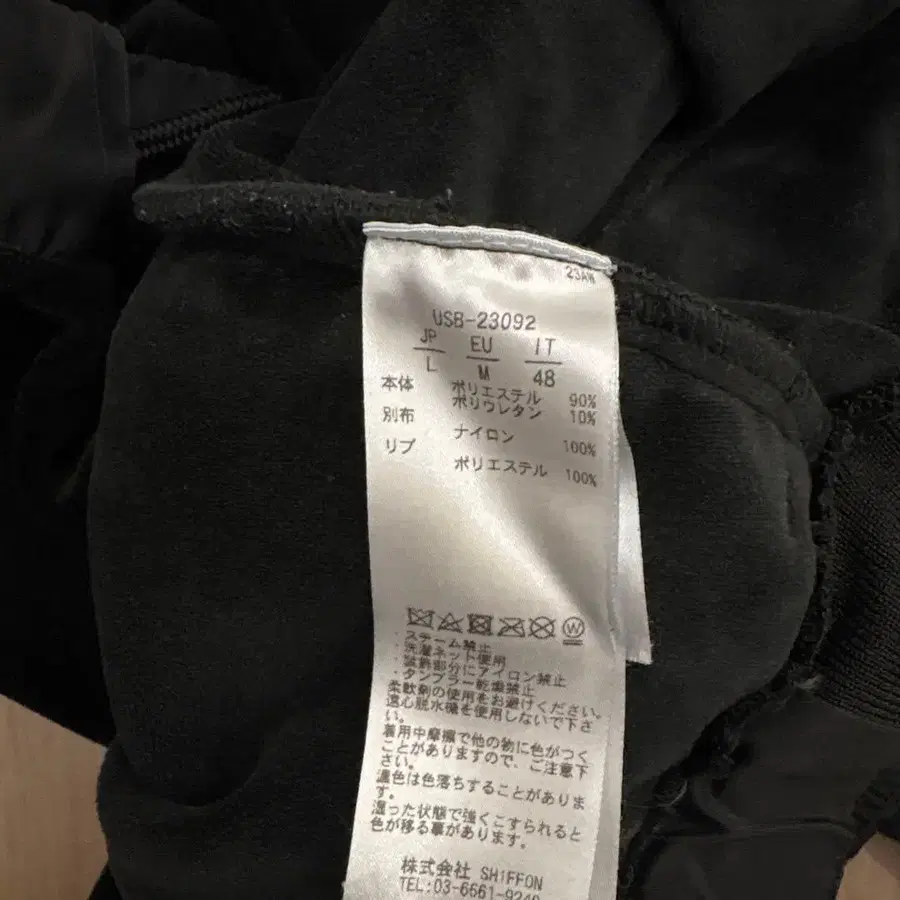 23AW
USB-23092
JP EU IT
L M 48
本体 ポリエステル 90%
ポリウレタン 10%
別布 ナイロン 100%
リブ ポリエステル 100%
W
・スチーム禁止
・洗濯ネット使用
・装飾部分にアイロン禁止
・タンブラー乾燥禁止
柔軟剤の使用をお避けください。
遠心脱水機を使用しないで下さ
い。
着用中摩擦で他の物に色がつく
ことがありますので、ご注意下
さい。
濃色は色落ちすることがありま
す。
湿った状態で強くこすられると
色が移る事があります。
株式会社 SHIFFON
TEL:03-6661-9240